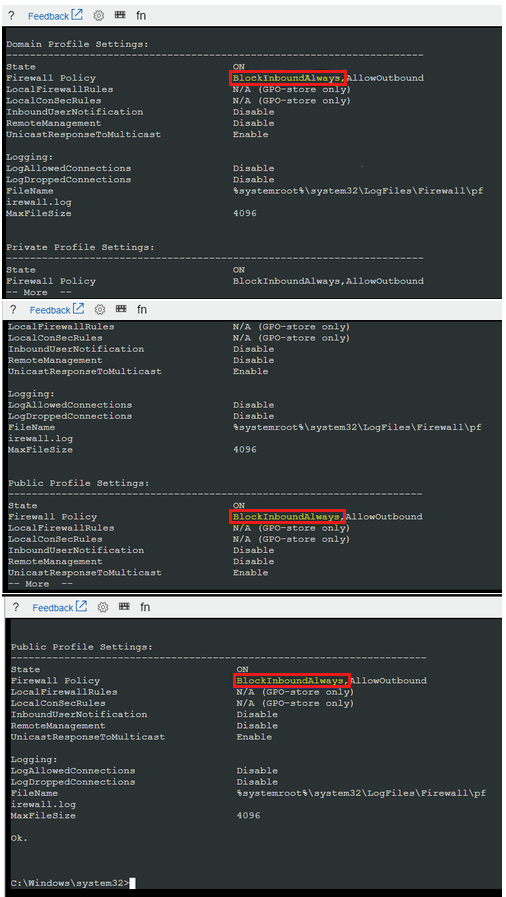 ? Feedback fn
Domain Profile Settings:
----------------------------------------------------------------------
State ON
Firewall Policy BlockInboundAlways,AllowOutbound
LocalFirewallRules N/A (GPO-store only)
LocalConSecRules N/A (GPO-store only)
InboundUserNotification Disable
RemoteManagement Disable
UnicastResponseToMulticast Enable
Logging:
LogAllowedConnections Disable
LogDroppedConnections Disable
FileName %systemroot%\system32\LogFiles\Firewall\pf
irewall.log
MaxFileSize 4096
Private Profile Settings:
----------------------------------------------------------------------
State ON
Firewall Policy BlockInboundAlways,AllowOutbound
-- More --
? Feedback fn
LocalFirewallRules N/A (GPO-store only)
LocalConSecRules N/A (GPO-store only)
InboundUserNotification Disable
RemoteManagement Disable
UnicastResponseToMulticast Enable
Logging:
LogAllowedConnections Disable
LogDroppedConnections Disable
FileName %systemroot%\system32\LogFiles\Firewall\pf
irewall.log
MaxFileSize 4096
Public Profile Settings:
----------------------------------------------------------------------
State ON
Firewall Policy BlockInboundAlways,AllowOutbound
LocalFirewallRules N/A (GPO-store only)
LocalConSecRules N/A (GPO-store only)
InboundUserNotification Disable
RemoteManagement Disable
UnicastResponseToMulticast Enable
-- More --
? Feedback fn
Public Profile Settings:
----------------------------------------------------------------------
State ON
Firewall Policy BlockInboundAlways,AllowOutbound
LocalFirewallRules N/A (GPO-store only)
LocalConSecRules N/A (GPO-store only)
InboundUserNotification Disable
RemoteManagement Disable
UnicastResponseToMulticast Enable
Logging:
LogAllowedConnections Disable
LogDroppedConnections Disable
FileName %systemroot%\system32\LogFiles\Firewall\pf
irewall.log
MaxFileSize 4096
Ok.
C:\Windows\system32>